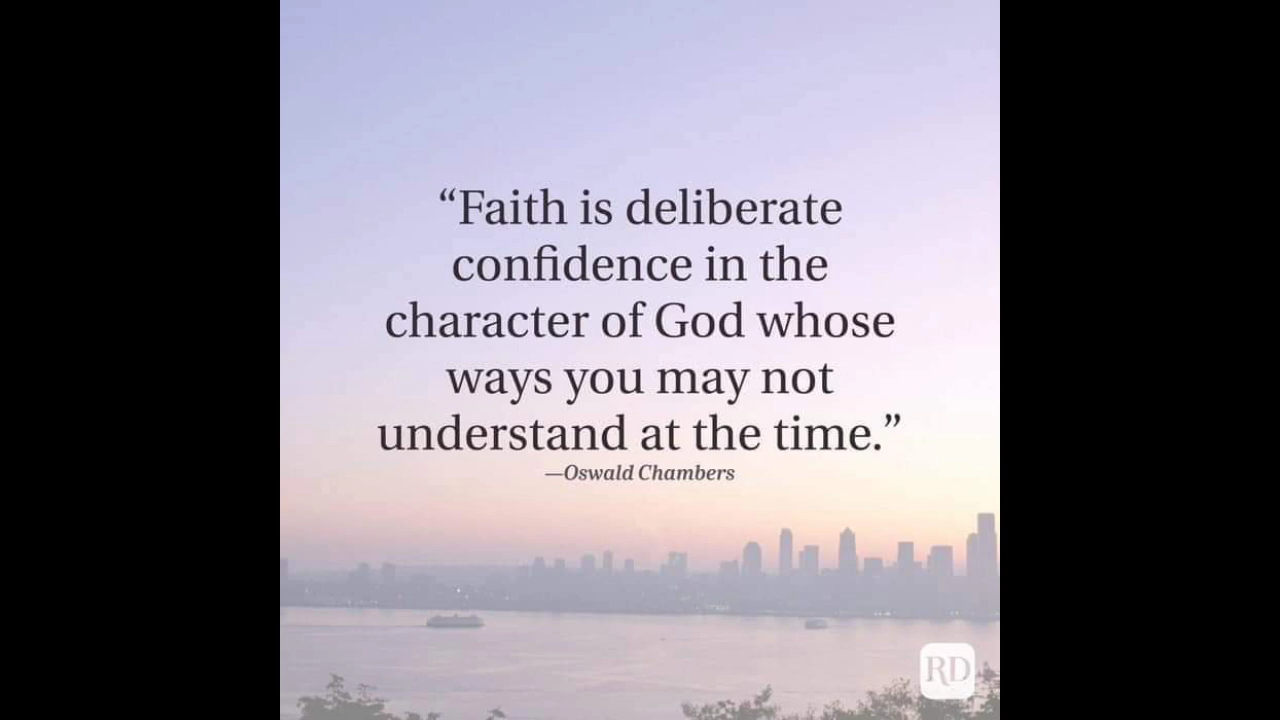 “Faith is deliberate
confidence in the
character of God whose
ways you may not
understand at the time.”
—Oswald Chambers
RD